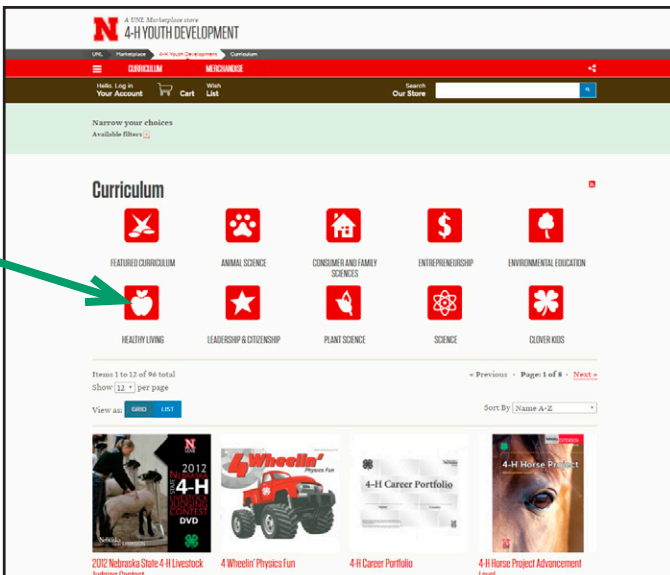 N
A UNL Marketplace store
4-H YOUTH DEVELOPMENT
UNL Marketplace 4-H Youth Development Curriculum
CURRICULUM MERCHANDISE
Hello. Log in
Your Account
Cart
Wish
List
Search
Our Store
Narrow your choices
Available filters
Curriculum
FEATURED CURRICULUM
ANIMAL SCIENCE
CONSUMER AND FAMILY
SCIENCES
ENTREPRENEURSHIP
ENVIRONMENTAL EDUCATION
HEALTHY LIVING
LEADERSHIP & CITIZENSHIP
PLANT SCIENCE
SCIENCE
CLOVER KIDS
Items 1 to 12 of 96 total
« Previous · Page: 1 of 8 · Next »
Show 12 per page
View as: GRID LIST
Sort By Name A-Z
N
2012
NEBRASKA
STATE 4-H
LIVESTOCK
JUDGING
CONTEST
DVD
Nebraska
4 Wheelin'
Physics Fun
4-H Career Portfolio
4-H Horse Project
2012 Nebraska State 4-H Livestock
Judging Contest
4 Wheelin' Physics Fun
4-H Career Portfolio
4-H Horse Project Advancement
Level